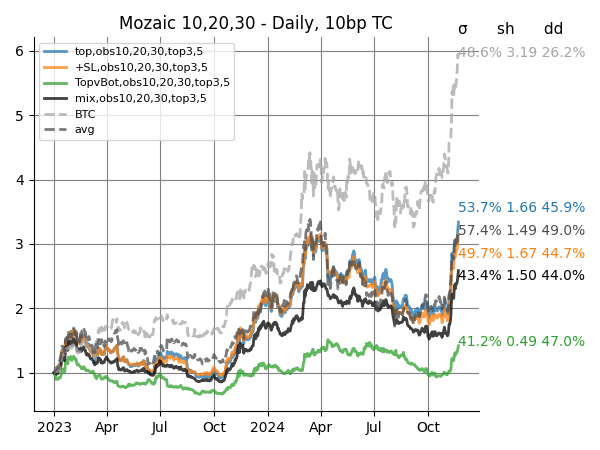 Mozaic 10,20,30 - Daily, 10bp TC
σ sh dd
top,obs10,20,30,top3,5
+SL,obs10,20,30,top3,5
TopvBot,obs10,20,30,top3,5
mix,obs10,20,30,top3,5
BTC
avg
48.6% 3.19 26.2%
53.7% 1.66 45.9%
57.4% 1.49 49.0%
49.7% 1.67 44.7%
43.4% 1.50 44.0%
41.2% 0.49 47.0%
6
5
4
3
2
1
2023 Apr Jul Oct 2024 Apr Jul Oct